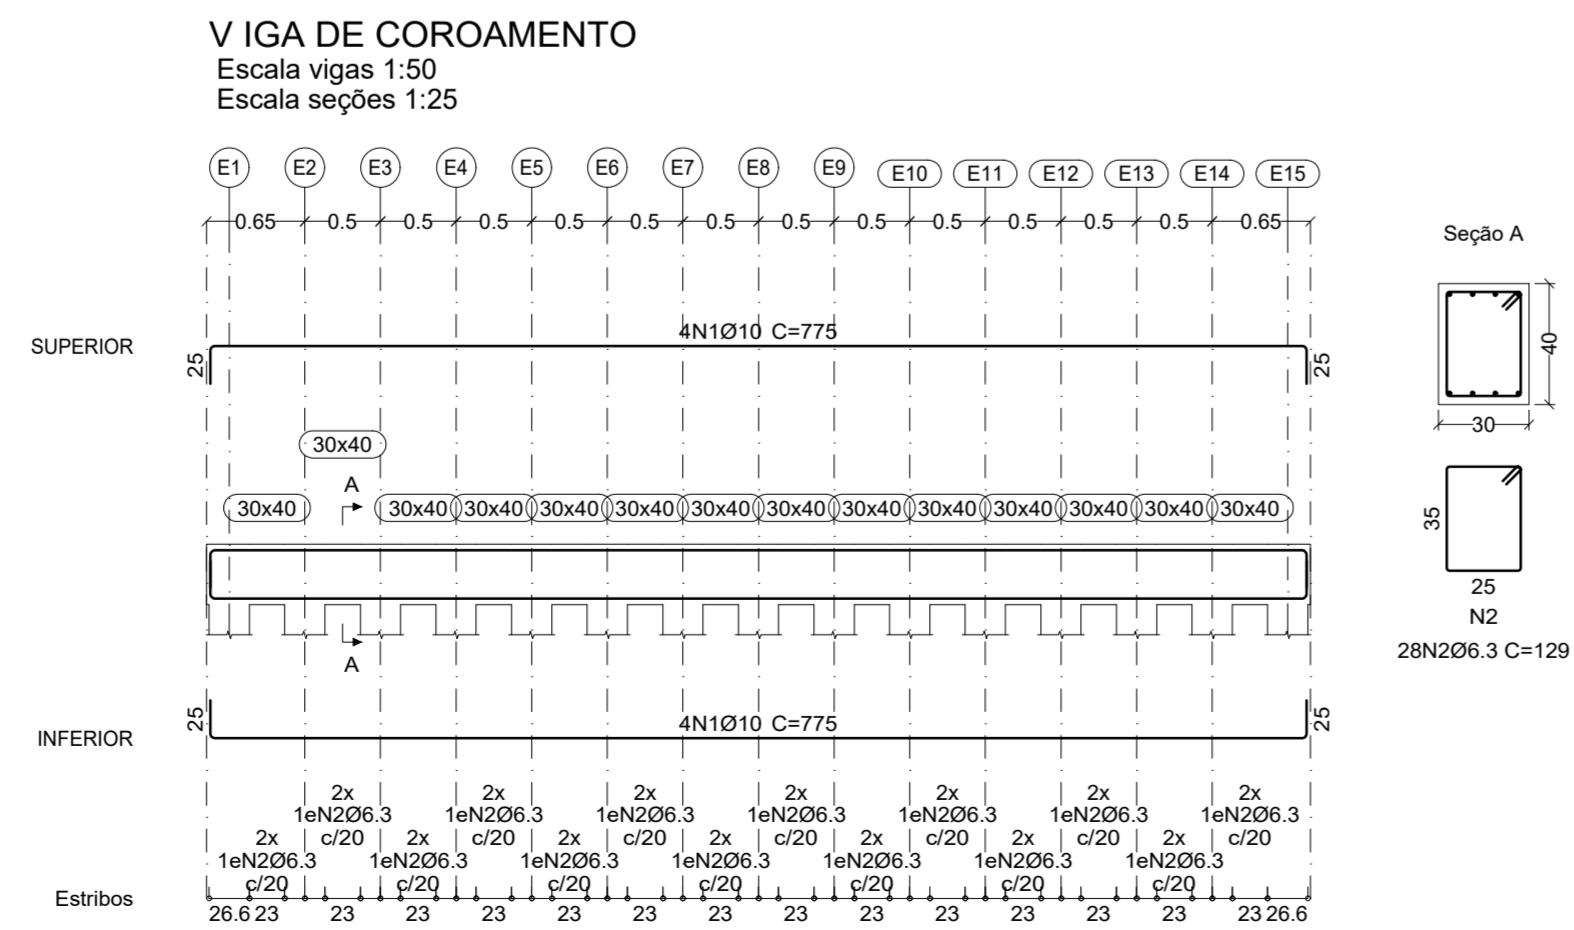 V IGA DE COROAMENTO
Escala vigas 1:50
Escala seções 1:25
E1 E2 E3 E4 E5 E6 E7 E8 E9 E10 E11 E12 E13 E14 E15
0.65 0.5 0.5 0.5 0.5 0.5 0.5 0.5 0.5 0.5 0.5 0.5 0.5 0.65
Seção A
SUPERIOR
25
4N1Ø10 C=775
25
40
30
30x40
A
30x40 30x40 30x40 30x40 30x40 30x40 30x40 30x40 30x40 30x40 30x40 30x40 30x40
A
35
25
N2
28N2Ø6.3 C=129
INFERIOR
25
4N1Ø10 C=775
25
2x 2x 2x 2x 2x 2x 2x
1eN2Ø6.3 1eN2Ø6.3 1eN2Ø6.3 1eN2Ø6.3 1eN2Ø6.3 1eN2Ø6.3 1eN2Ø6.3
c/20 c/20 c/20 c/20 c/20 c/20 c/20
2x 2x 2x 2x 2x 2x 2x
1eN2Ø6.3 1eN2Ø6.3 1eN2Ø6.3 1eN2Ø6.3 1eN2Ø6.3 1eN2Ø6.3 1eN2Ø6.3
c/20 c/20 c/20 c/20 c/20 c/20 c/20
Estribos
26.6 23 23 23 23 23 23 23 23 23 23 23 23 23 23 26.6